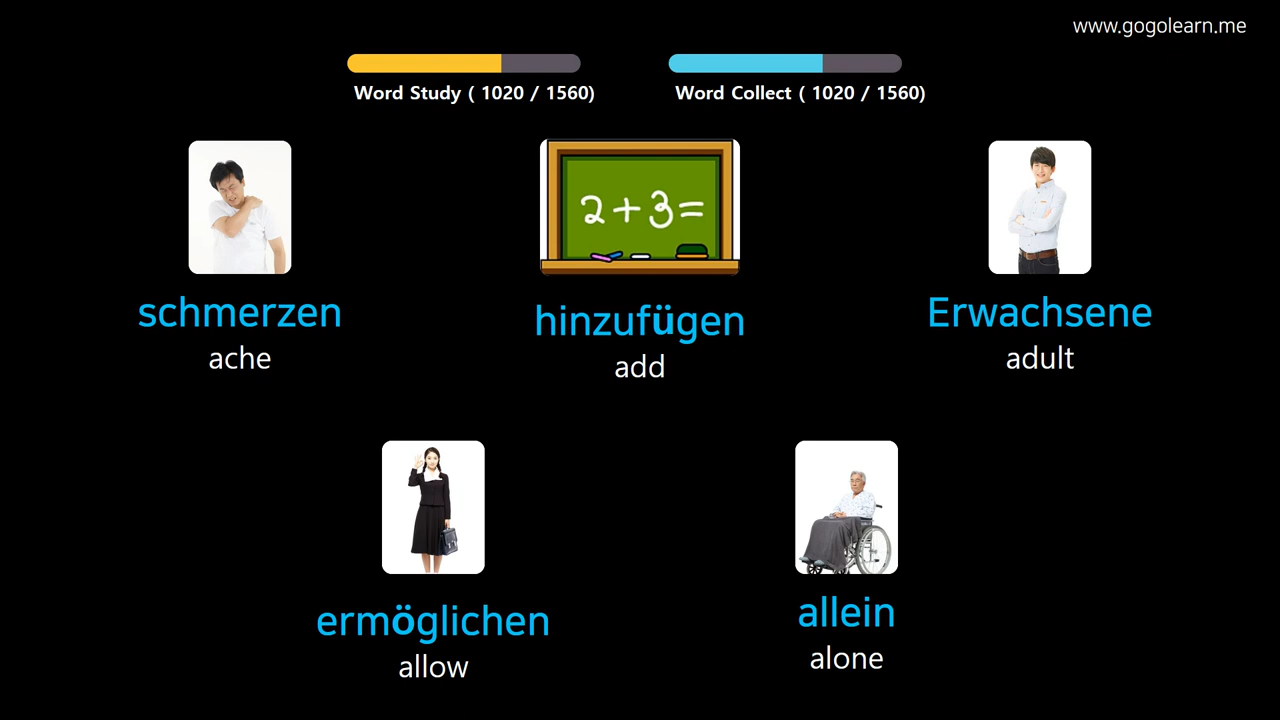 www.gogolearn.me
Word Study ( 1020 / 1560)
Word Collect ( 1020 / 1560)
2+3=
schmerzen
ache
hinzufügen
add
Erwachsene
adult
ermöglichen
allow
allein
alone